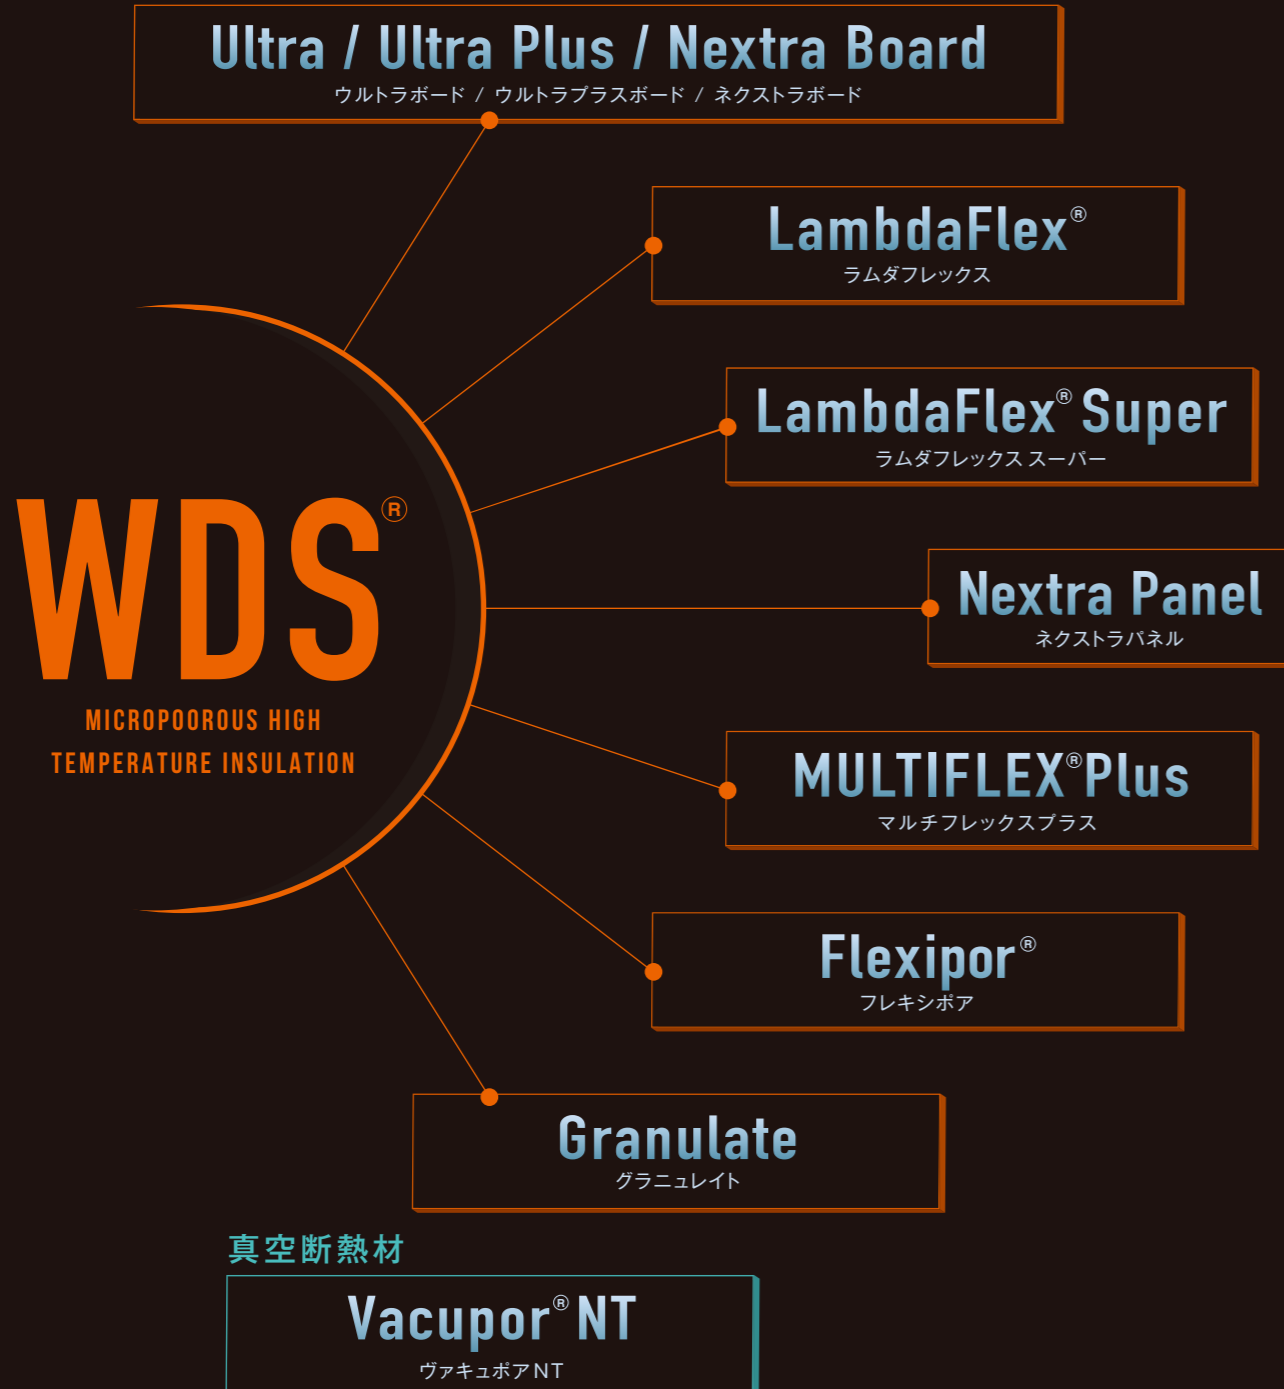 Ultra / Ultra Plus / Nextra Board
ウルトラボード / ウルトラプラスボード / ネクストラボード
LambdaFlex®
ラムダフレックス
LambdaFlex® Super
ラムダフレックス スーパー
WDS®
MICROPOOROUS HIGH
TEMPERATURE INSULATION
Nextra Panel
ネクストラパネル
MULTIFLEX®Plus
マルチフレックスプラス
Flexipor®
フレキシポア
Granulate
グラニュレイト
真空断熱材
Vacupor® NT
ヴァキュポアNT